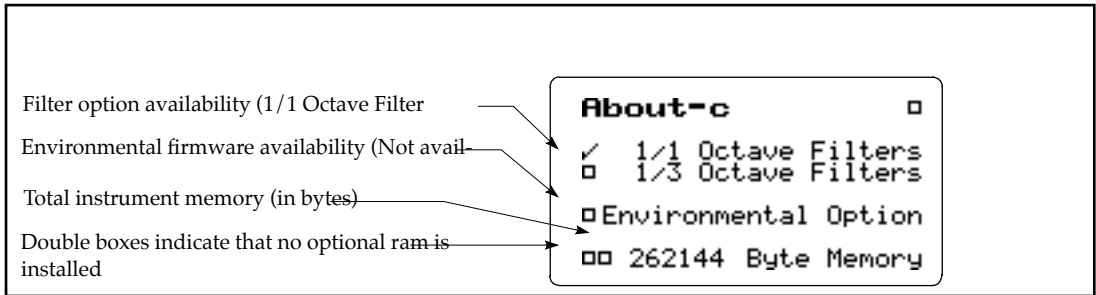 Filter option availability (1/1 Octave Filter
Environmental firmware availability (Not avail-
Total instrument memory (in bytes)
Double boxes indicate that no optional ram is
installed
About-c □
✓ 1/1 Octave Filters
□ 1/3 Octave Filters
□Environmental Option
□□ 262144 Byte Memory